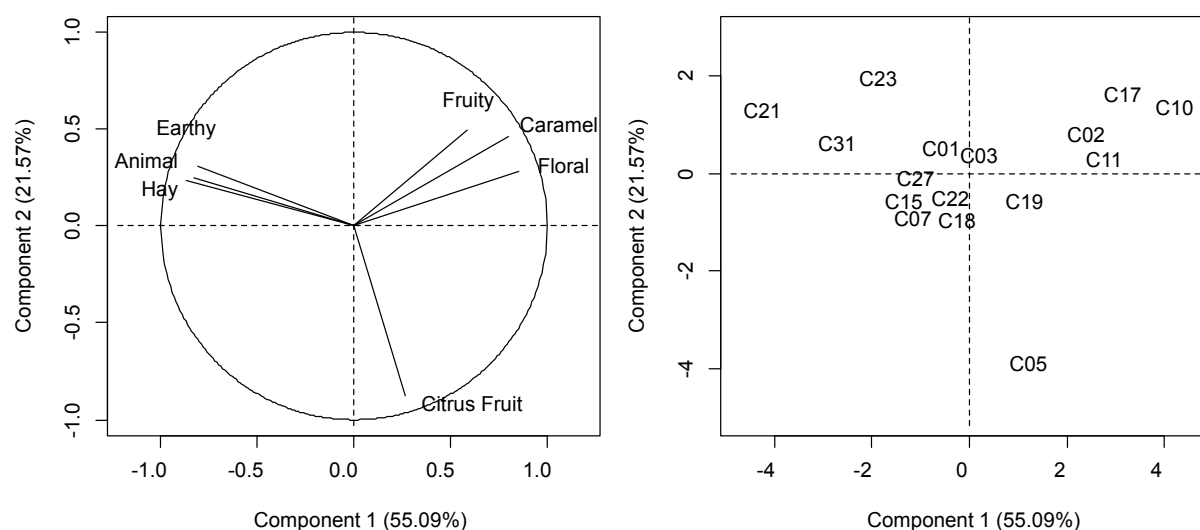 1.0
0.5
0.0
-0.5
-1.0
Component 2 (21.57%)
Fruity
Caramel
Floral
Earthy
Animal
Hay
Citrus Fruit
-1.0 -0.5 0.0 0.5 1.0
Component 1 (55.09%)
2
0
-2
-4
Component 2 (21.57%)
C23
C21
C17
C10
C02
C31
C01
C03
C11
C27
C15
C22
C19
C07
C18
C05
-4 -2 0 2 4
Component 1 (55.09%)